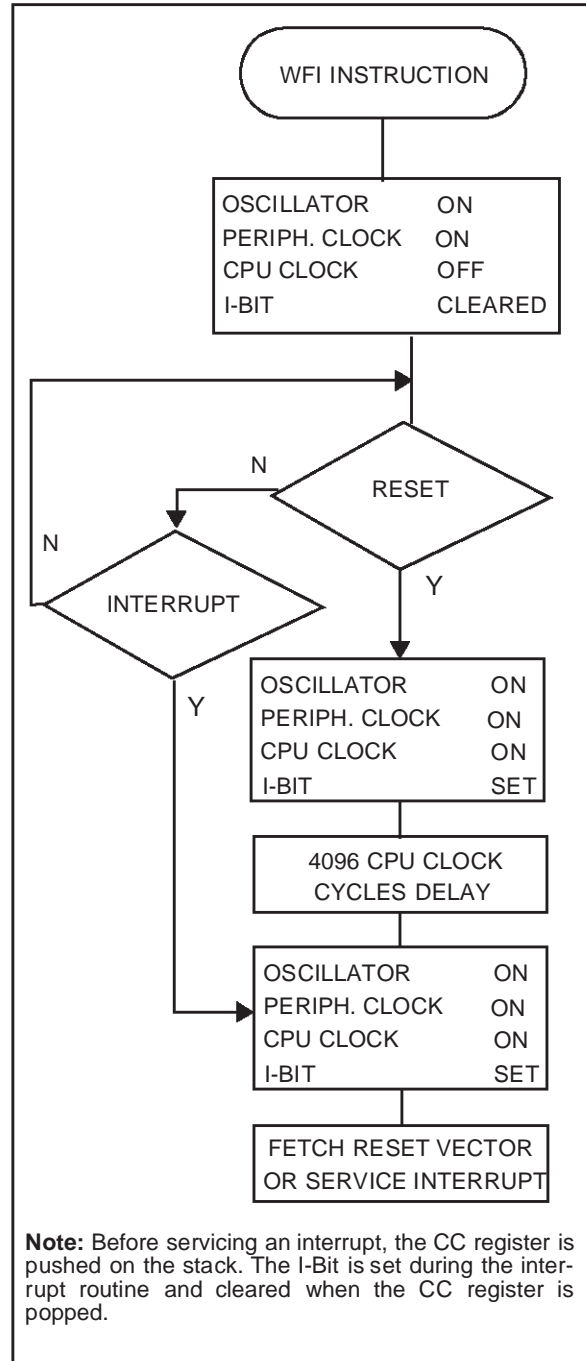 WFI INSTRUCTION
OSCILLATOR ON
PERIPH. CLOCK ON
CPU CLOCK OFF
I-BIT CLEARED
N
RESET
N
INTERRUPT
Y
Y
OSCILLATOR ON
PERIPH. CLOCK ON
CPU CLOCK ON
I-BIT SET
4096 CPU CLOCK
CYCLES DELAY
OSCILLATOR ON
PERIPH. CLOCK ON
CPU CLOCK ON
I-BIT SET
FETCH RESET VECTOR
OR SERVICE INTERRUPT
Note: Before servicing an interrupt, the CC register is
pushed on the stack. The I-Bit is set during the inter-
rupt routine and cleared when the CC register is
popped.